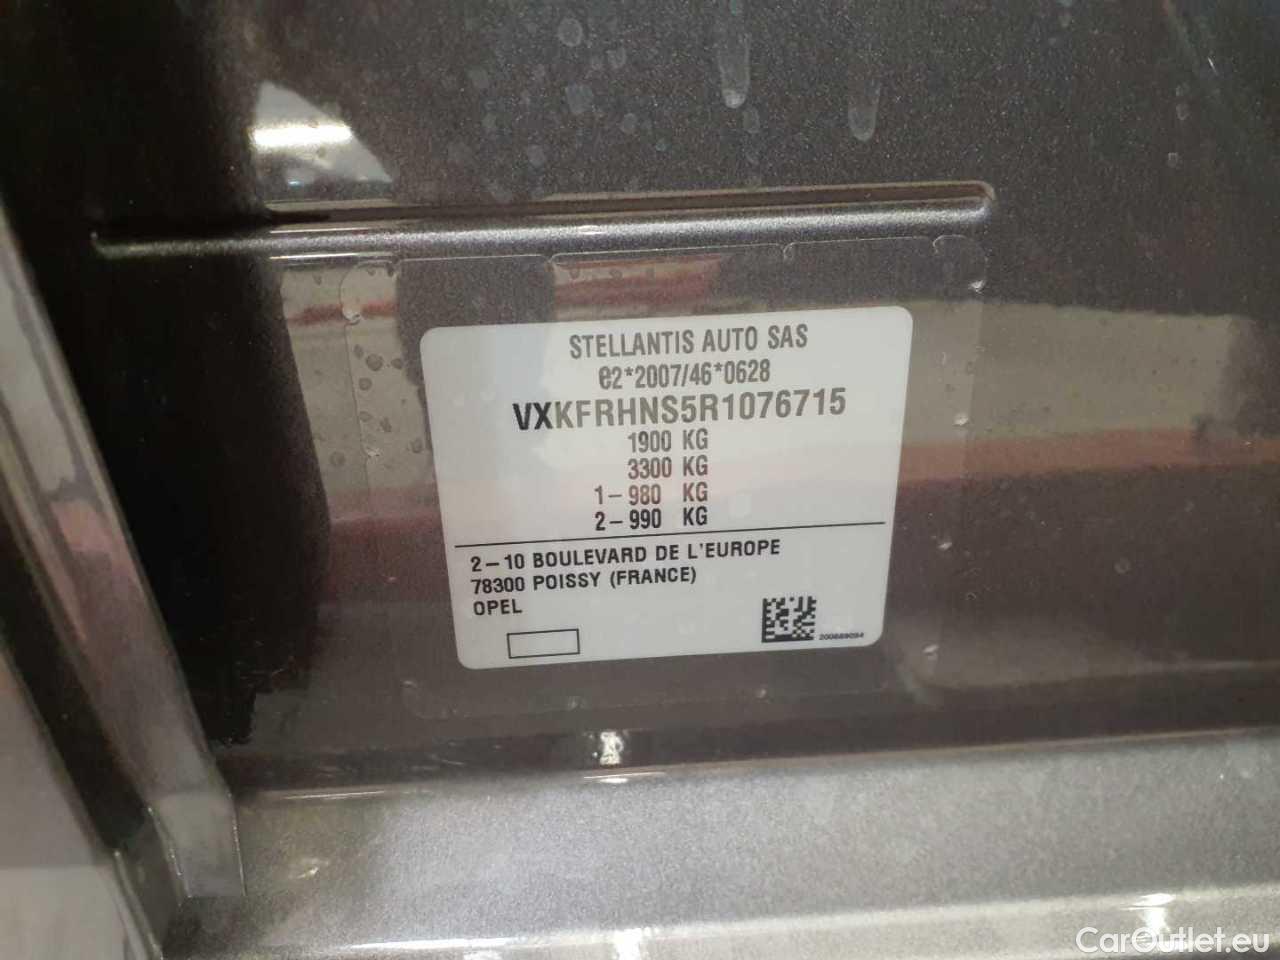 STELLANTIS AUTO SAS
e2*2007/46*0628
VXKFRHNS5R1076715
1900 KG
3300 KG
1-980 KG
2-990 KG
2-10 BOULEVARD DE L'EUROPE
78300 POISSY (FRANCE)
OPEL
200889094
CarOutlet.eu